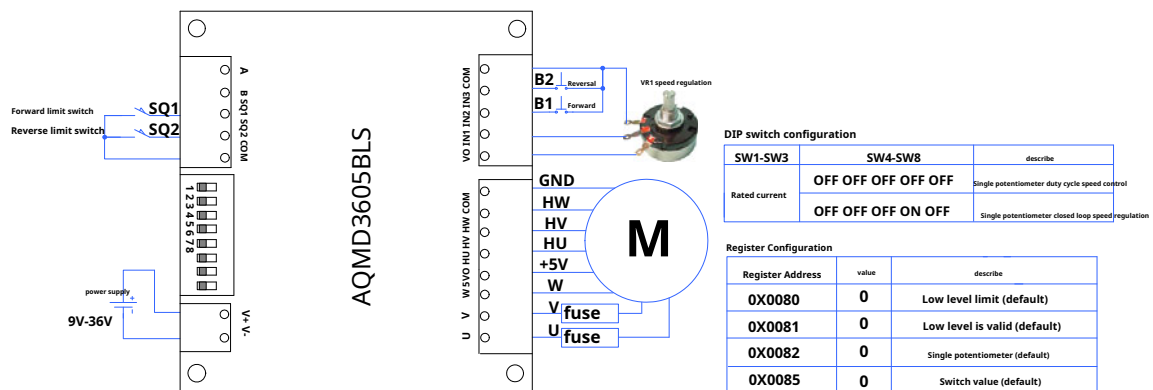 Forward limit switch
SQ1
Reverse limit switch
SQ2
A
B SQ1 SQ2 COM
1 2 3 4 5 6 7 8
power supply
+
9V-36V
V+ V-
AQMD3605BLS
VO IN1 IN2 IN3 COM
B2
Reversal
B1
Forward
VR1 speed regulation
U V W 5VO HU HV HW COM
GND
HW
HV
HU
+5V
W
V
fuse
U
fuse
M
DIP switch configuration
SW1-SW3 SW4-SW8 describe
Rated current
OFF OFF OFF OFF OFF Single potentiometer duty cycle speed control
OFF OFF OFF ON OFF Single potentiometer closed loop speed regulation
Register Configuration
Register Address value describe
0X0080 0 Low level limit (default)
0X0081 0 Low level is valid (default)
0X0082 0 Single potentiometer (default)
0X0085 0 Switch value (default)